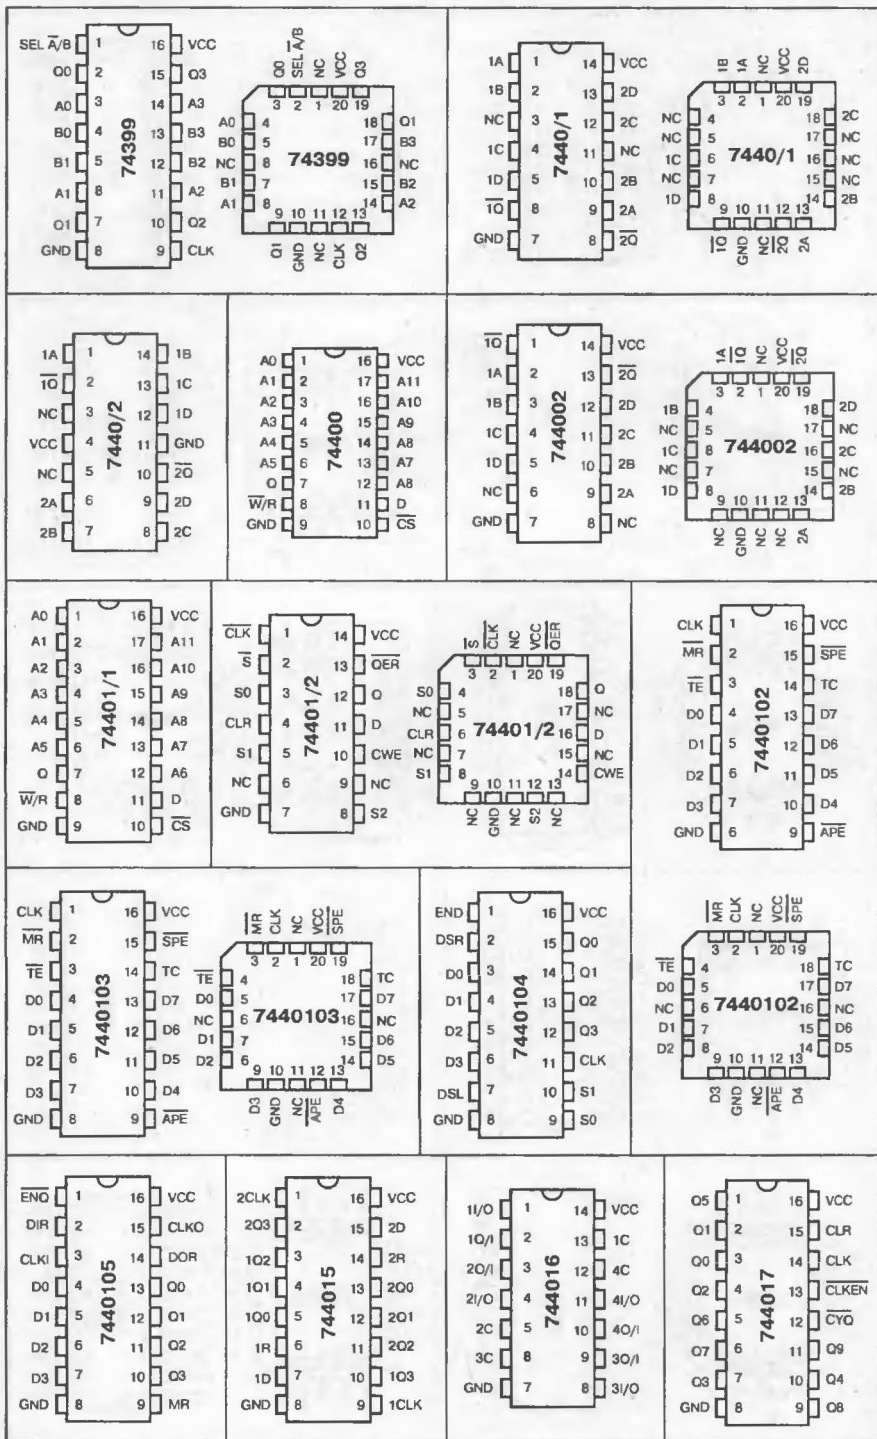 SEL A/B 1 16 VCC
Q0 2 15 Q3
A0 3 14 A3
B0 4 13 B3
B1 5 12 B2
A1 8 11 A2
Q1 7 10 Q2
GND 8 9 CLK
74399
Q0 SEL A/B NC VCC Q3
3 2 1 20 19
A0 4 18 Q1
B0 5 17 B3
NC 8 16 NC
B1 7 15 B2
A1 8 14 A2
9 10 11 12 13
Q1 GND NC CLK Q2
74399
1A 1 14 VCC
1B 2 13 2D
NC 3 12 2C
1C 4 11 NC
1D 5 10 2B
1Q 8 9 2A
GND 7 8 2Q
7440/1
1B 1A NC VCC 2D
3 2 1 20 19
NC 4 18 2C
NC 5 17 NC
1C 6 16 NC
NC 7 15 NC
1D 8 14 2B
9 10 11 12 13
1Q GND NC 2Q 2A
7440/1
1A 1 14 1B
1Q 2 13 1C
NC 3 12 1D
VCC 4 11 GND
NC 5 10 2Q
2A 6 9 2D
2B 7 8 2C
7440/2
A0 1 16 VCC
A1 2 17 A11
A2 3 16 A10
A3 4 15 A9
A4 5 14 A8
A5 6 13 A7
Q 7 12 A8
W/R 8 11 D
GND 9 10 CS
74400
1Q 1 14 VCC
1A 2 13 2Q
1B 3 12 2D
1C 4 11 2C
1D 5 10 2B
NC 6 9 2A
GND 7 8 NC
744002
1A 1Q NC VCC 2Q
3 2 1 20 19
1B 4 18 2D
NC 5 17 NC
1C 8 16 2C
NC 7 15 NC
1D 8 14 2B
9 10 11 12 13
NC GND NC NC 2A
744002
A0 1 16 VCC
A1 2 17 A11
A2 3 16 A10
A3 4 15 A9
A4 5 14 A8
A5 6 13 A7
Q 7 12 A6
W/R 8 11 D
GND 9 10 CS
74401/1
CLK 1 14 VCC
S 2 13 QER
S0 3 12 Q
CLR 4 11 D
S1 5 10 CWE
NC 6 9 NC
GND 7 8 S2
74401/2
S CLK NC VCC QER
3 2 1 20 19
S0 4 18 Q
NC 5 17 NC
CLR 6 16 D
NC 7 15 NC
S1 8 14 CWE
9 10 11 12 13
NC GND NC S2 NC
74401/2
CLK 1 16 VCC
MR 2 15 SPE
TE 3 14 TC
D0 4 13 D7
D1 5 12 D6
D2 6 11 D5
D3 7 10 D4
GND 6 9 APE
7440102
CLK 1 16 VCC
MR 2 15 SPE
TE 3 14 TC
D0 4 13 D7
D1 5 12 D6
D2 6 11 D5
D3 7 10 D4
GND 8 9 APE
7440103
MR CLK NC VCC SPE
3 2 1 20 19
TE 4 18 TC
D0 5 17 D7
NC 6 16 NC
D1 7 15 D6
D2 6 14 D5
9 10 11 12 13
D3 GND NC APE D4
7440103
END 1 16 VCC
DSR 2 15 Q0
D0 3 14 Q1
D1 4 13 Q2
D2 5 12 Q3
D3 6 11 CLK
DSL 7 10 S1
GND 8 9 S0
7440104
MR CLK NC VCC SPE
3 2 1 20 19
TE 4 18 TC
D0 5 17 D7
NC 6 16 NC
D1 7 15 D6
D2 8 14 D5
9 10 11 12 13
D3 GND NC APE D4
7440102
ENQ 1 16 VCC
DIR 2 15 CLKO
CLKI 3 14 DOR
D0 4 13 Q0
D1 5 12 Q1
D2 6 11 Q2
D3 7 10 Q3
GND 8 9 MR
7440105
2CLK 1 16 VCC
2Q3 2 15 2D
1Q2 3 14 2R
1Q1 4 13 2Q0
1Q0 5 12 2Q1
1R 6 11 2Q2
1D 7 10 1Q3
GND 8 9 1CLK
744015
1I/O 1 14 VCC
1O/I 2 13 1C
2O/I 3 12 4C
2I/O 4 11 4I/O
2C 5 10 4O/I
3C 8 9 3O/I
GND 7 8 3I/O
744016
Q5 1 16 VCC
Q1 2 15 CLR
Q0 3 14 CLK
Q2 4 13 CLKEN
Q6 5 12 CYQ
Q7 6 11 Q9
Q3 7 10 Q4
GND 8 9 Q8
744017